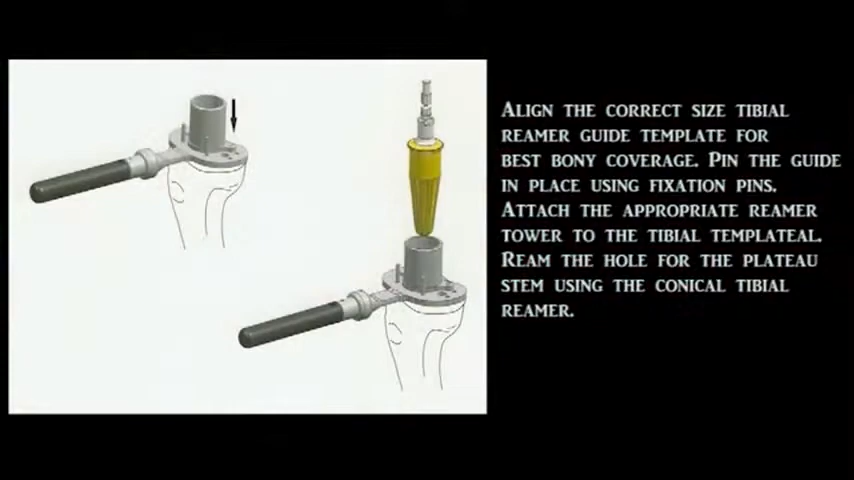 Align the correct size tibial
reamer guide template for
best bony coverage. Pin the guide
in place using fixation pins.
Attach the appropriate reamer
tower to the tibial templateal.
Ream the hole for the plateau
stem using the conical tibial
reamer.